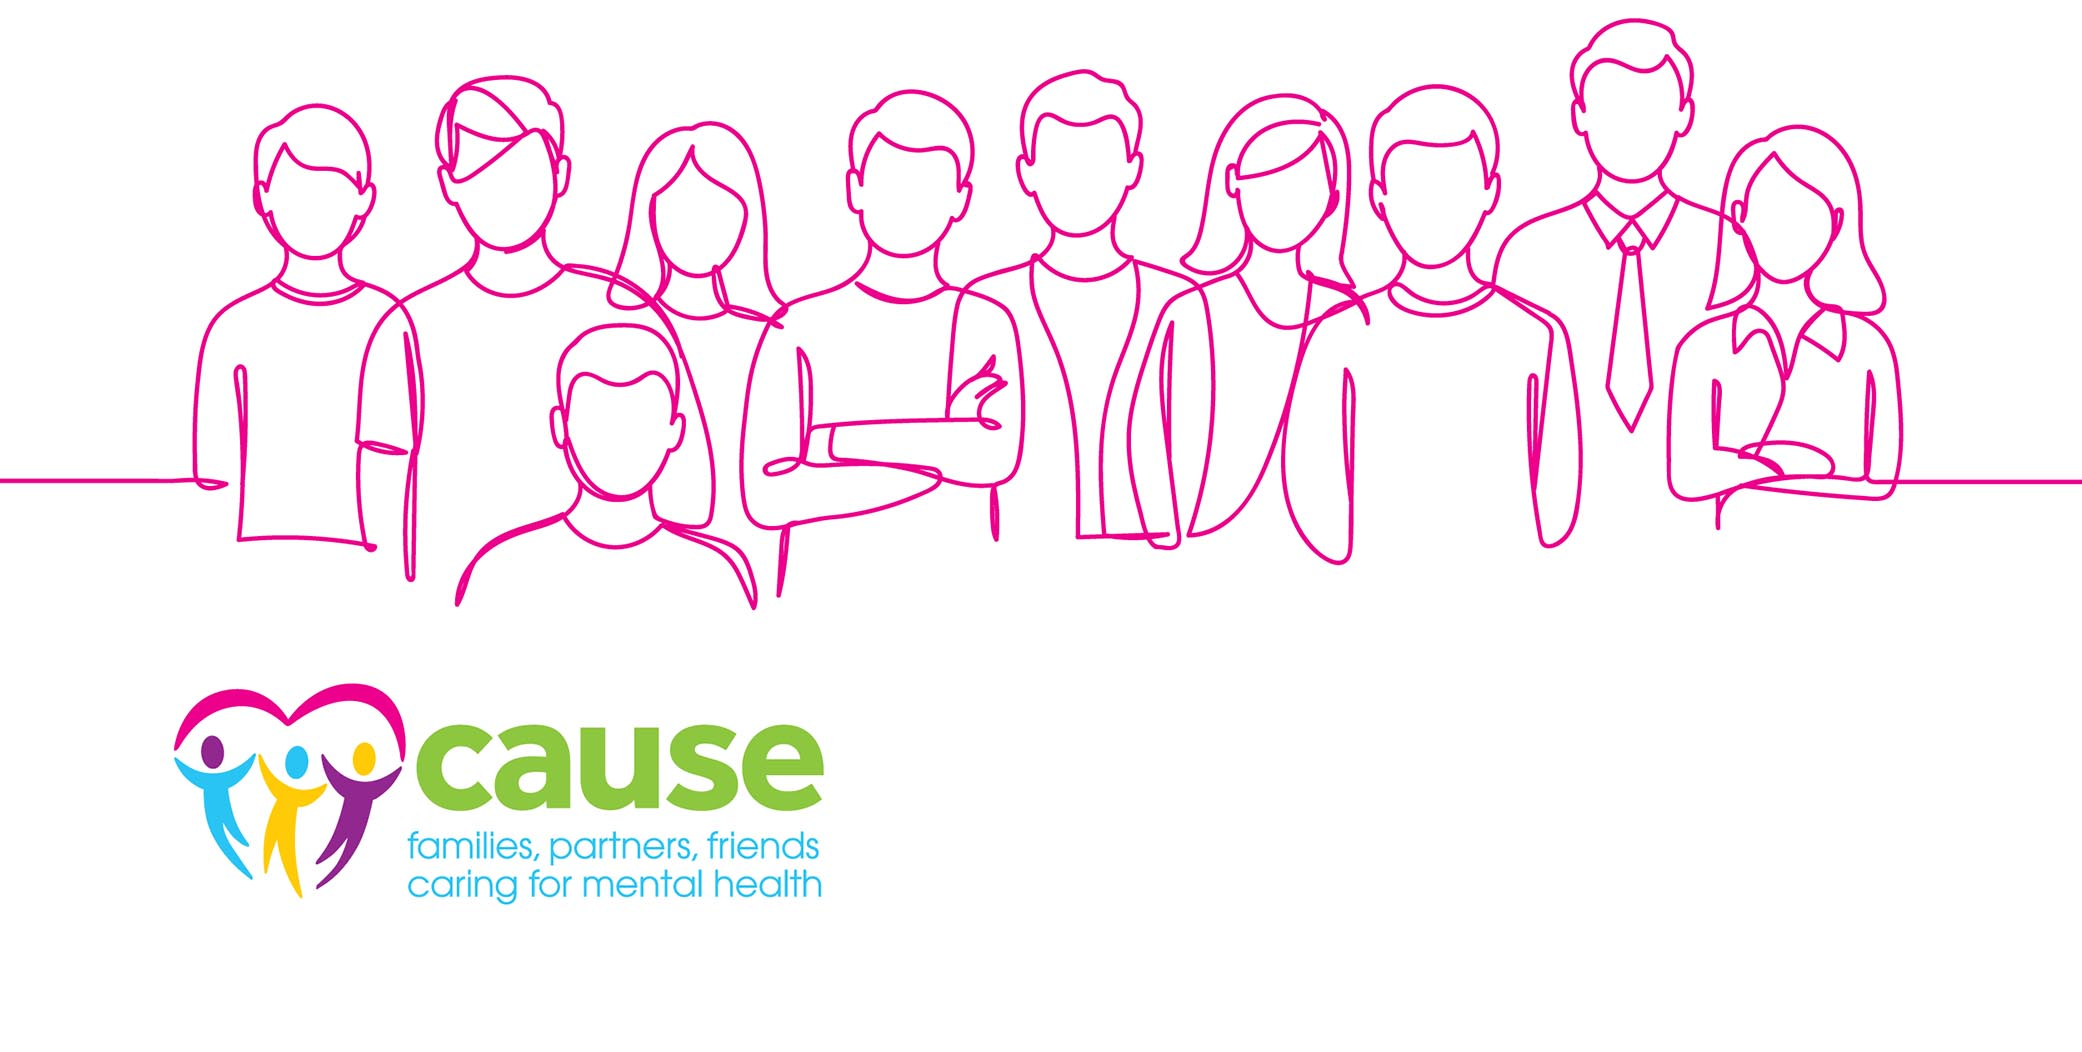 cause
families, partners, friends
caring for mental health